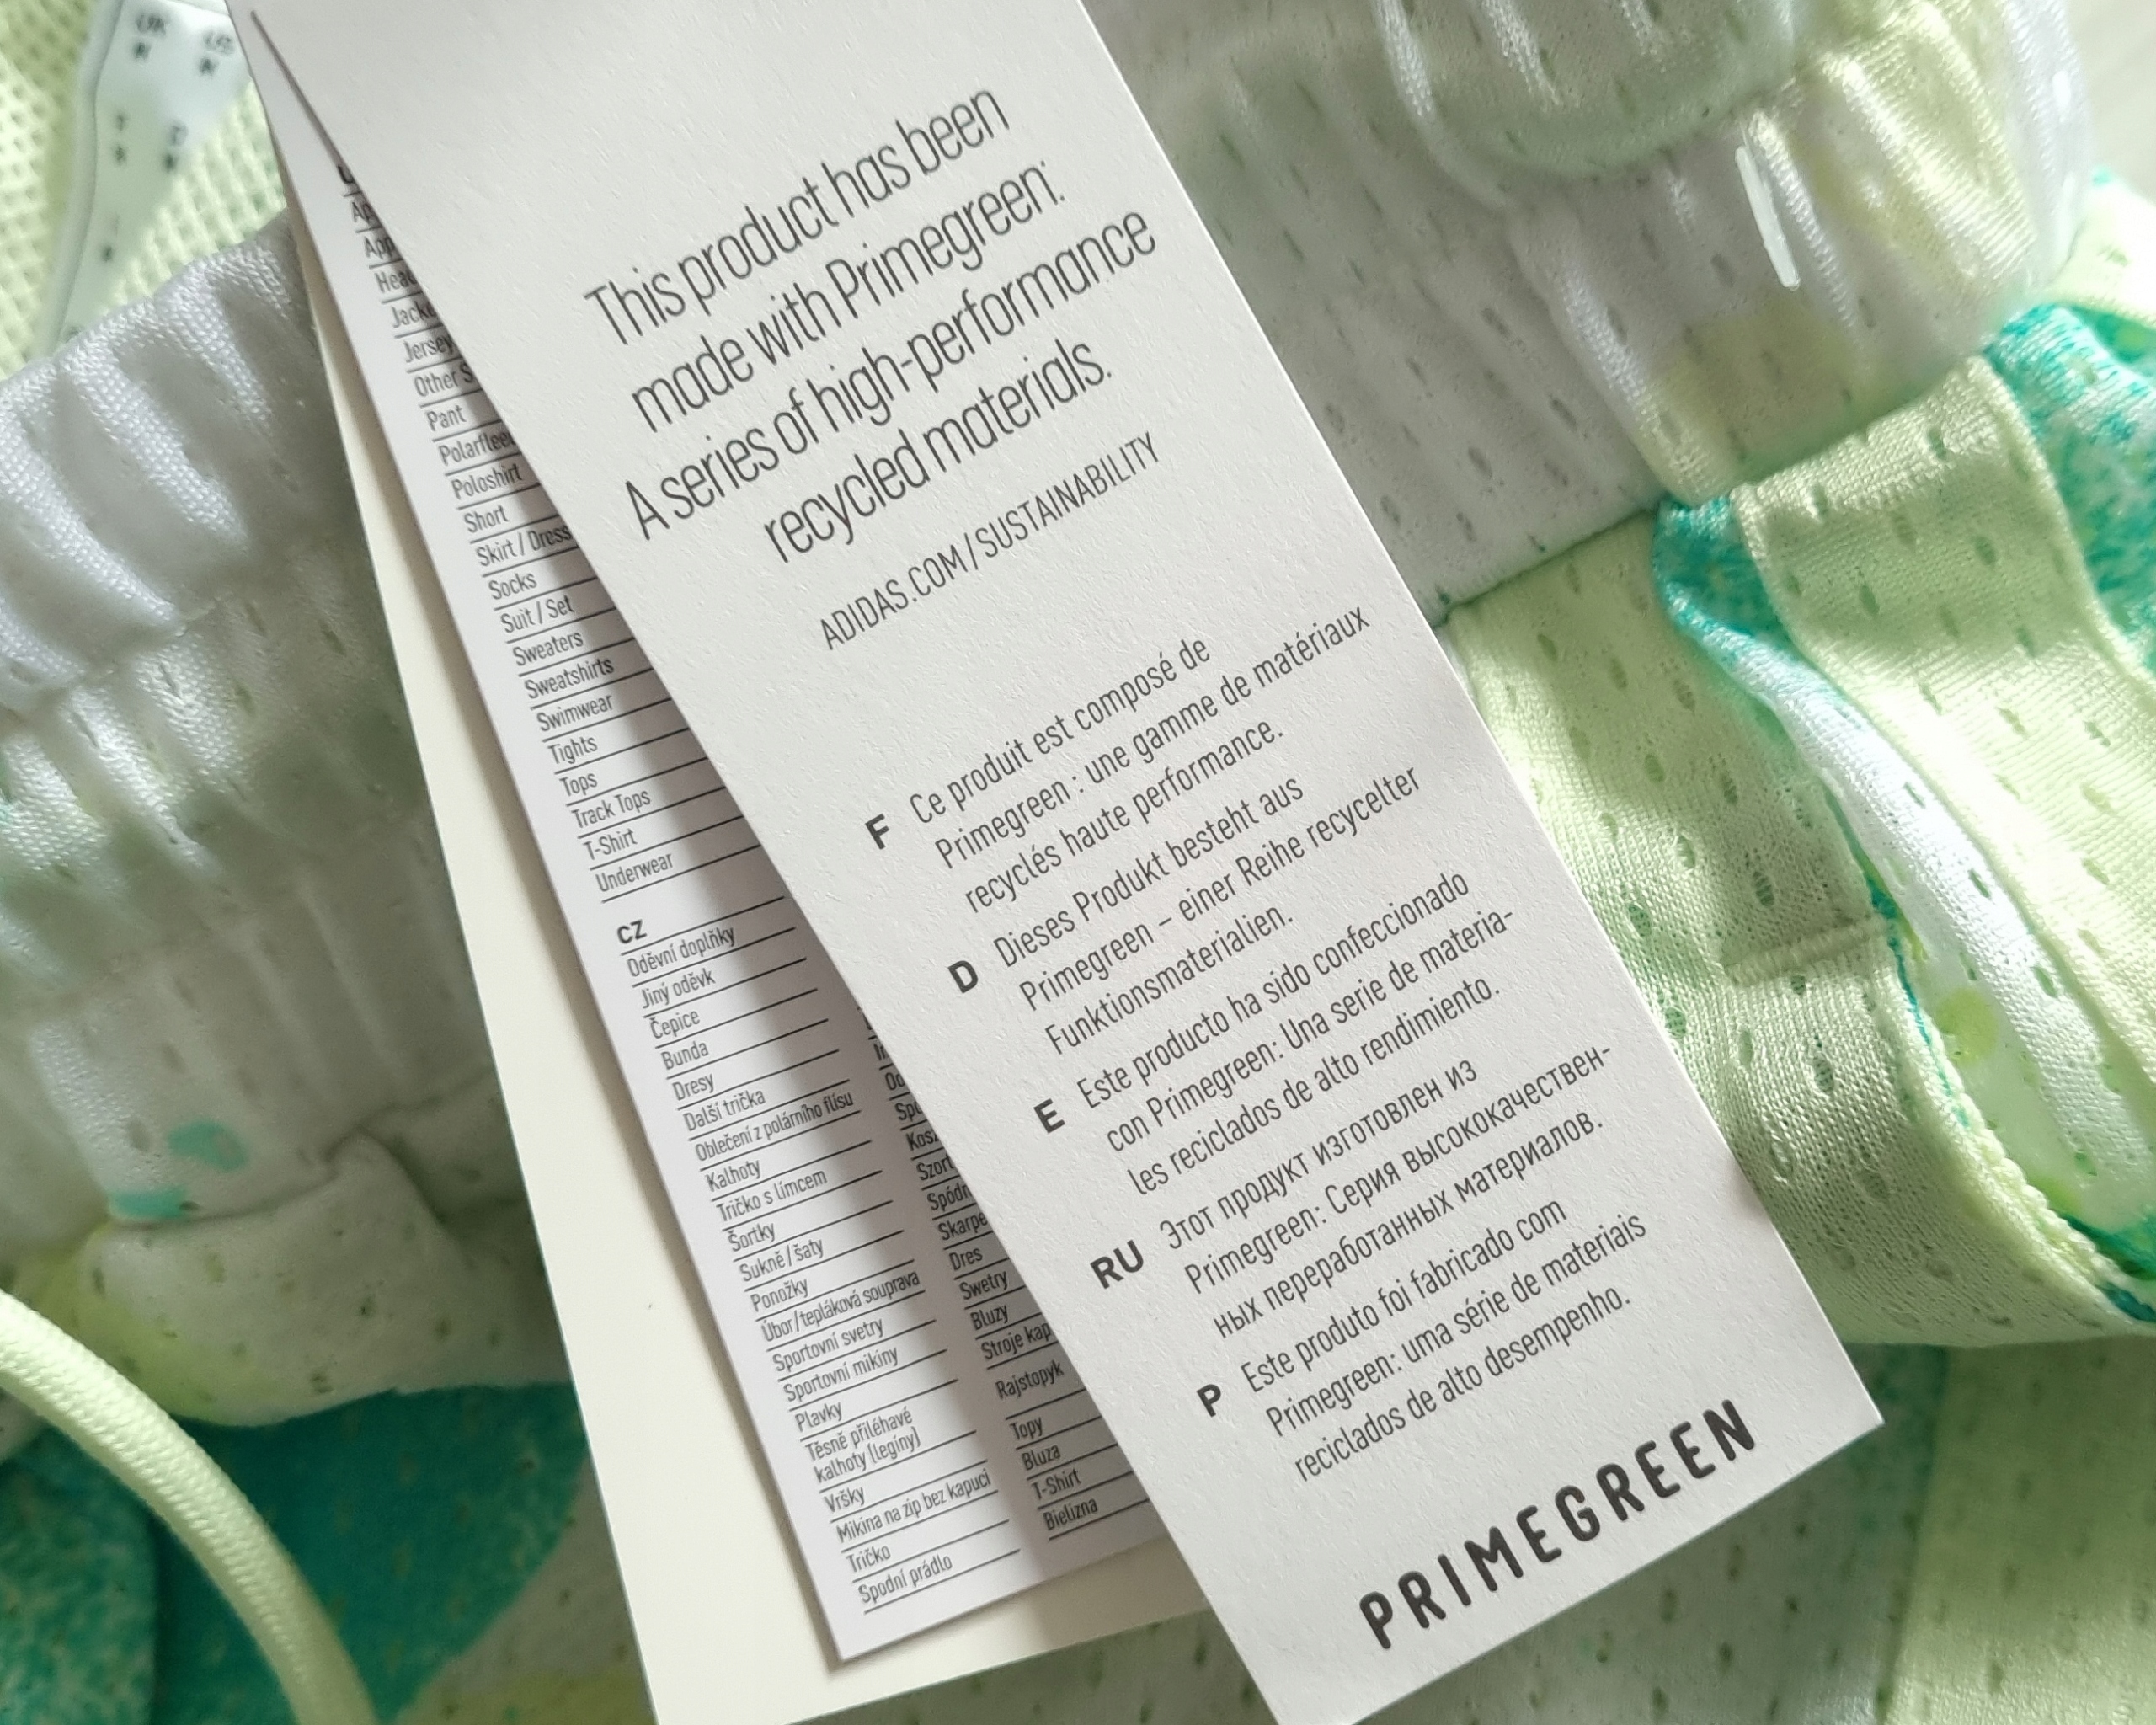 This product has been
made with Primegreen:
A series of high-performance
recycled materials.
ADIDAS.COM/SUSTAINABILITY
F Ce produit est composé de
Primegreen : une gamme de matériaux
recyclés haute performance.
D Dieses Produkt besteht aus
Primegreen – einer Reihe recycelter
Funktionsmaterialien.
E Este producto ha sido confeccionado
con Primegreen: Una serie de materia-
les reciclados de alto rendimiento.
RU Этот продукт изготовлен из
Primegreen: Серия высококачествен-
ных переработанных материалов.
P Este produto foi fabricado com
Primegreen: uma série de materiais
reciclados de alto desempenho.
PRIMEGREEN
Pant
Poloshirt
Short
Skirt / Dress
Socks
Suit / Set
Sweaters
Sweatshirts
Swimwear
Tights
Tops
Track Tops
T-Shirt
Underwear
CZ
Oděvní doplňky
Jiný oděvk
Čepice
Bunda
Dresy
Další trička
Oblečení z polárního flísu
Kalhoty
Tričko s límcem
Šortky
Sukně / šaty
Ponožky
Úbor/tepláková souprava
Sportovní svetry
Sportovní mikiny
Plavky
Těsně přiléhavé
kalhoty (legíny)
Vršky
Mikina na zip bez kapuci
Tričko
Spodní prádlo
Dres
Swetry
Bluzy
Stroje kąp
Rajstopyk
Topy
Bluza
T-Shirt
Bielizna